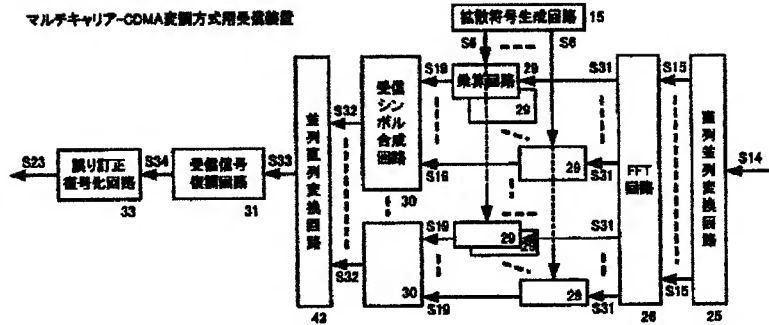 マルチキャリア-CDMA変調方式用受信装置
拡散符号生成回路
15
S6
S6
S19
乗算回路
29
S31
S15
29
受信シンボル合成回路
S32
並列直列変換回路
S33
S34
S23
受信信号復調回路
31
誤り訂正復号化回路
33
S19
29
S31
FFT回路
直列並列変換回路
S14
30
S19
29
S31
S32
30
S19
S31
S15
42
26
25